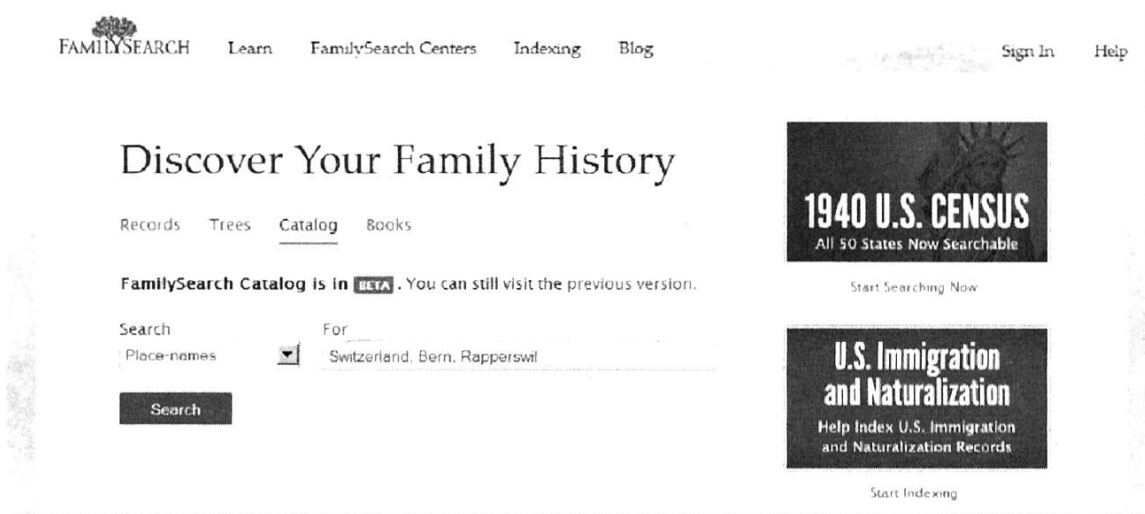 FAMILYSEARCH Learn FamilySearch Centers Indexing Blog Sign In Help
Discover Your Family History
Records Trees Catalog Books
FamilySearch Catalog is in BETA . You can still visit the previous version.
Search For
Place-names Switzerland, Bern, Rapperswil
Search
1940 U.S. CENSUS
All 50 States Now Searchable
Start Searching Now
U.S. Immigration
and Naturalization
Help Index U.S. Immigration
and Naturalization Records
Start Indexing